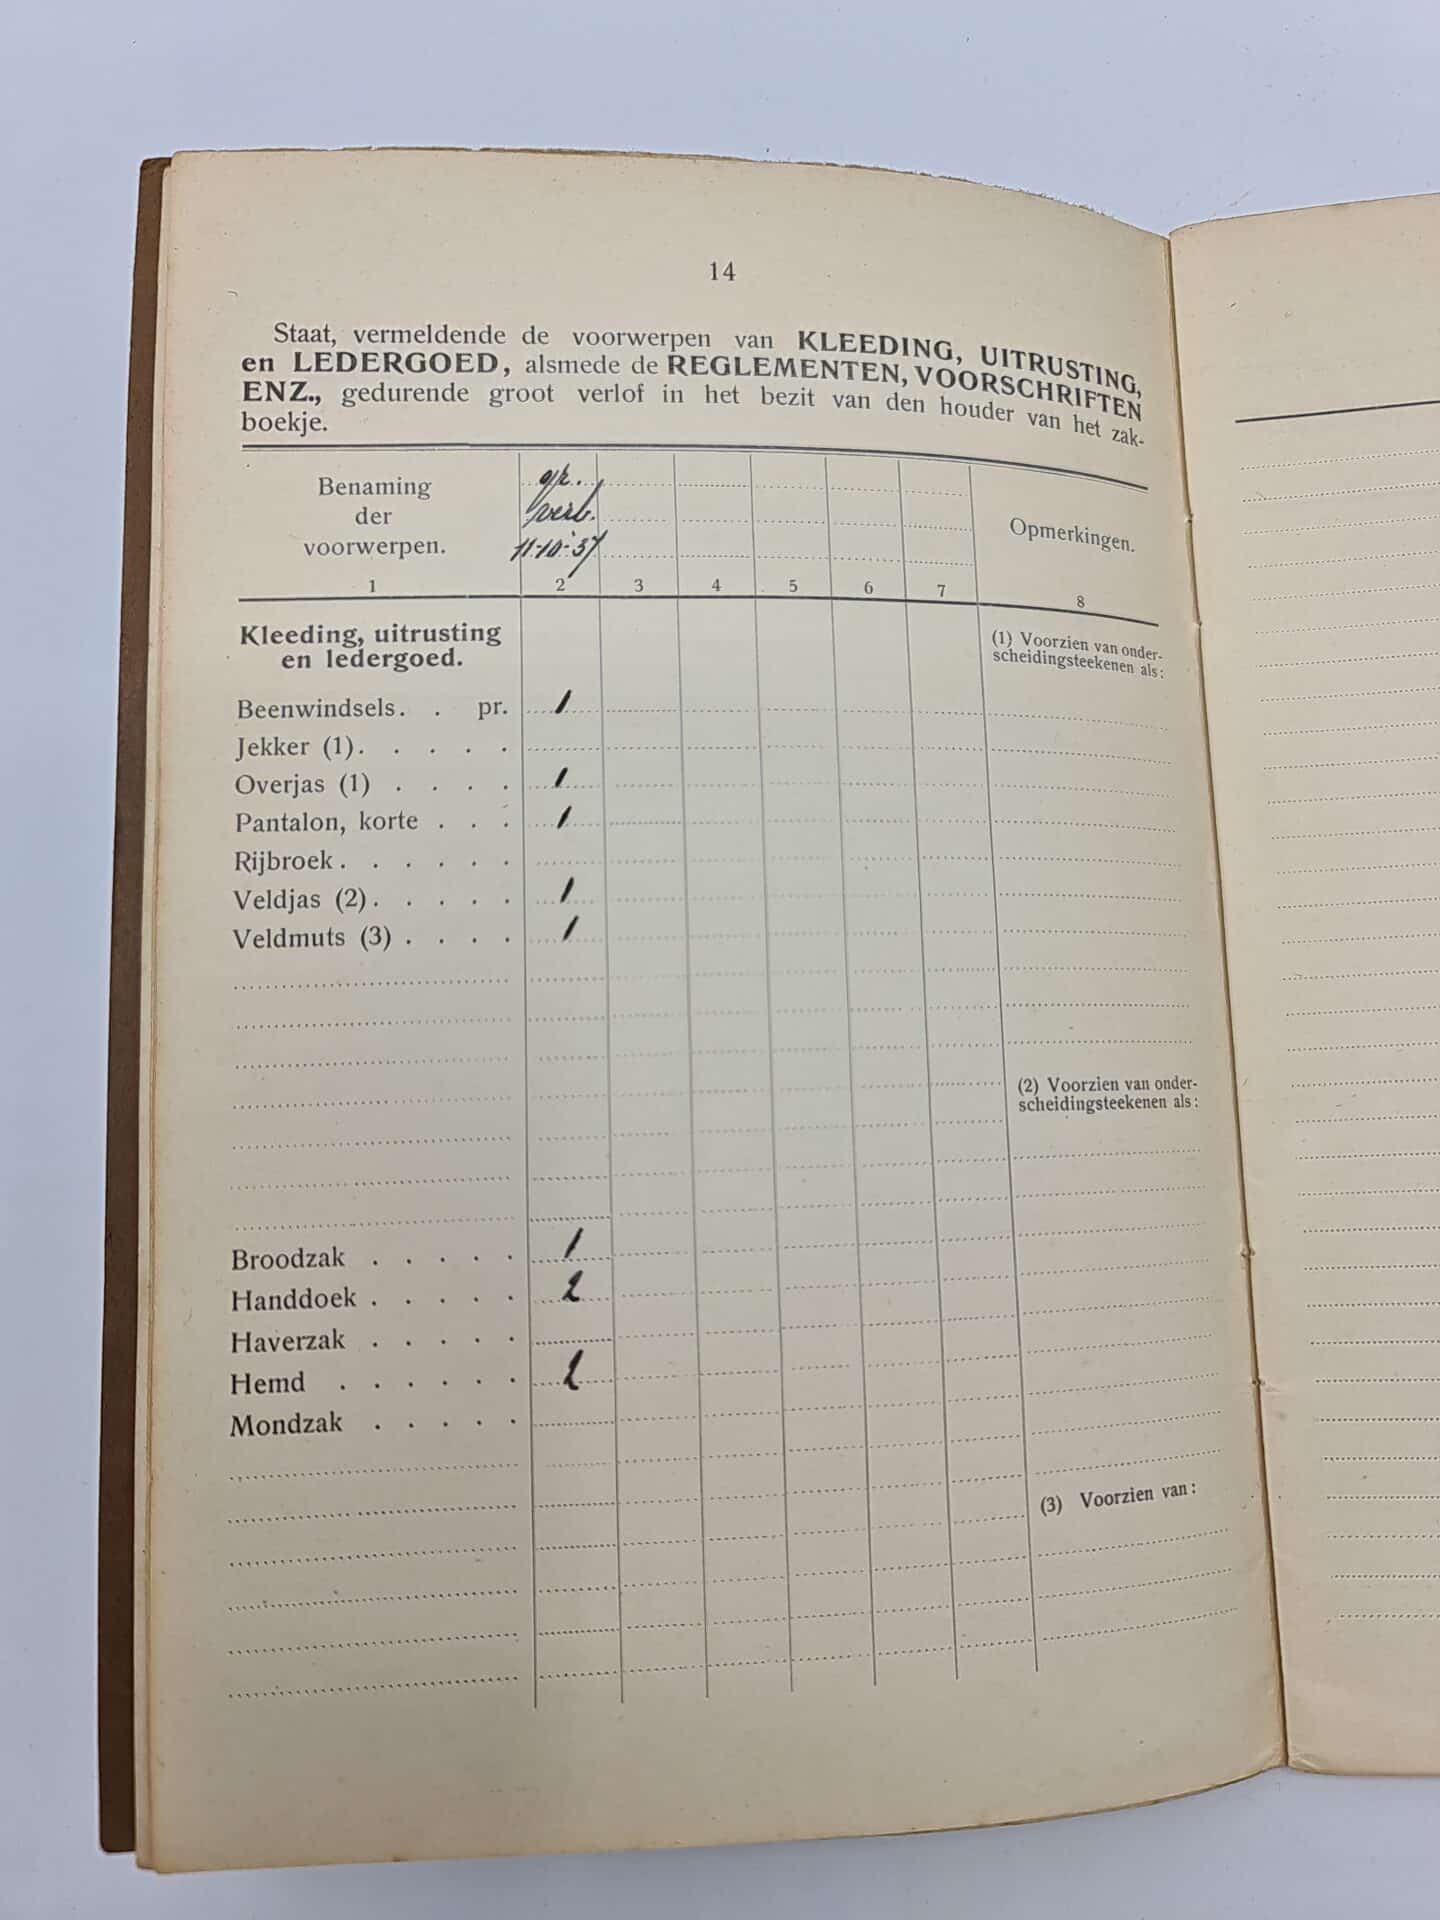 14
Staat, vermeldende de voorwerpen van KLEEDING, UITRUSTING,
en LEDERGOED, alsmede de REGLEMENTEN, VOORSCHRIFTEN
ENZ., gedurende groot verlof in het bezit van den houder van het zak-
boekje.
Benaming
der
voorwerpen.
verl.
11-10-'37
Opmerkingen.
1 2 3 4 5 6 7 8
Kleeding, uitrusting
en ledergoed.
(1) Voorzien van onder-
scheidingsteekenen als:
Beenwindsels. . pr. 1
Jekker (1). . . . .
Overjas (1) . . . . 1
Pantalon, korte . . . 1
Rijbroek. . . . . .
Veldjas (2). . . . . 1
Veldmuts (3) . . . . 1
(2) Voorzien van onder-
scheidingsteekenen als:
Broodzak . . . . . 1
Handdoek . . . . . 2
Haverzak . . . . .
Hemd . . . . . . 2
Mondzak . . . . .
(3) Voorzien van: